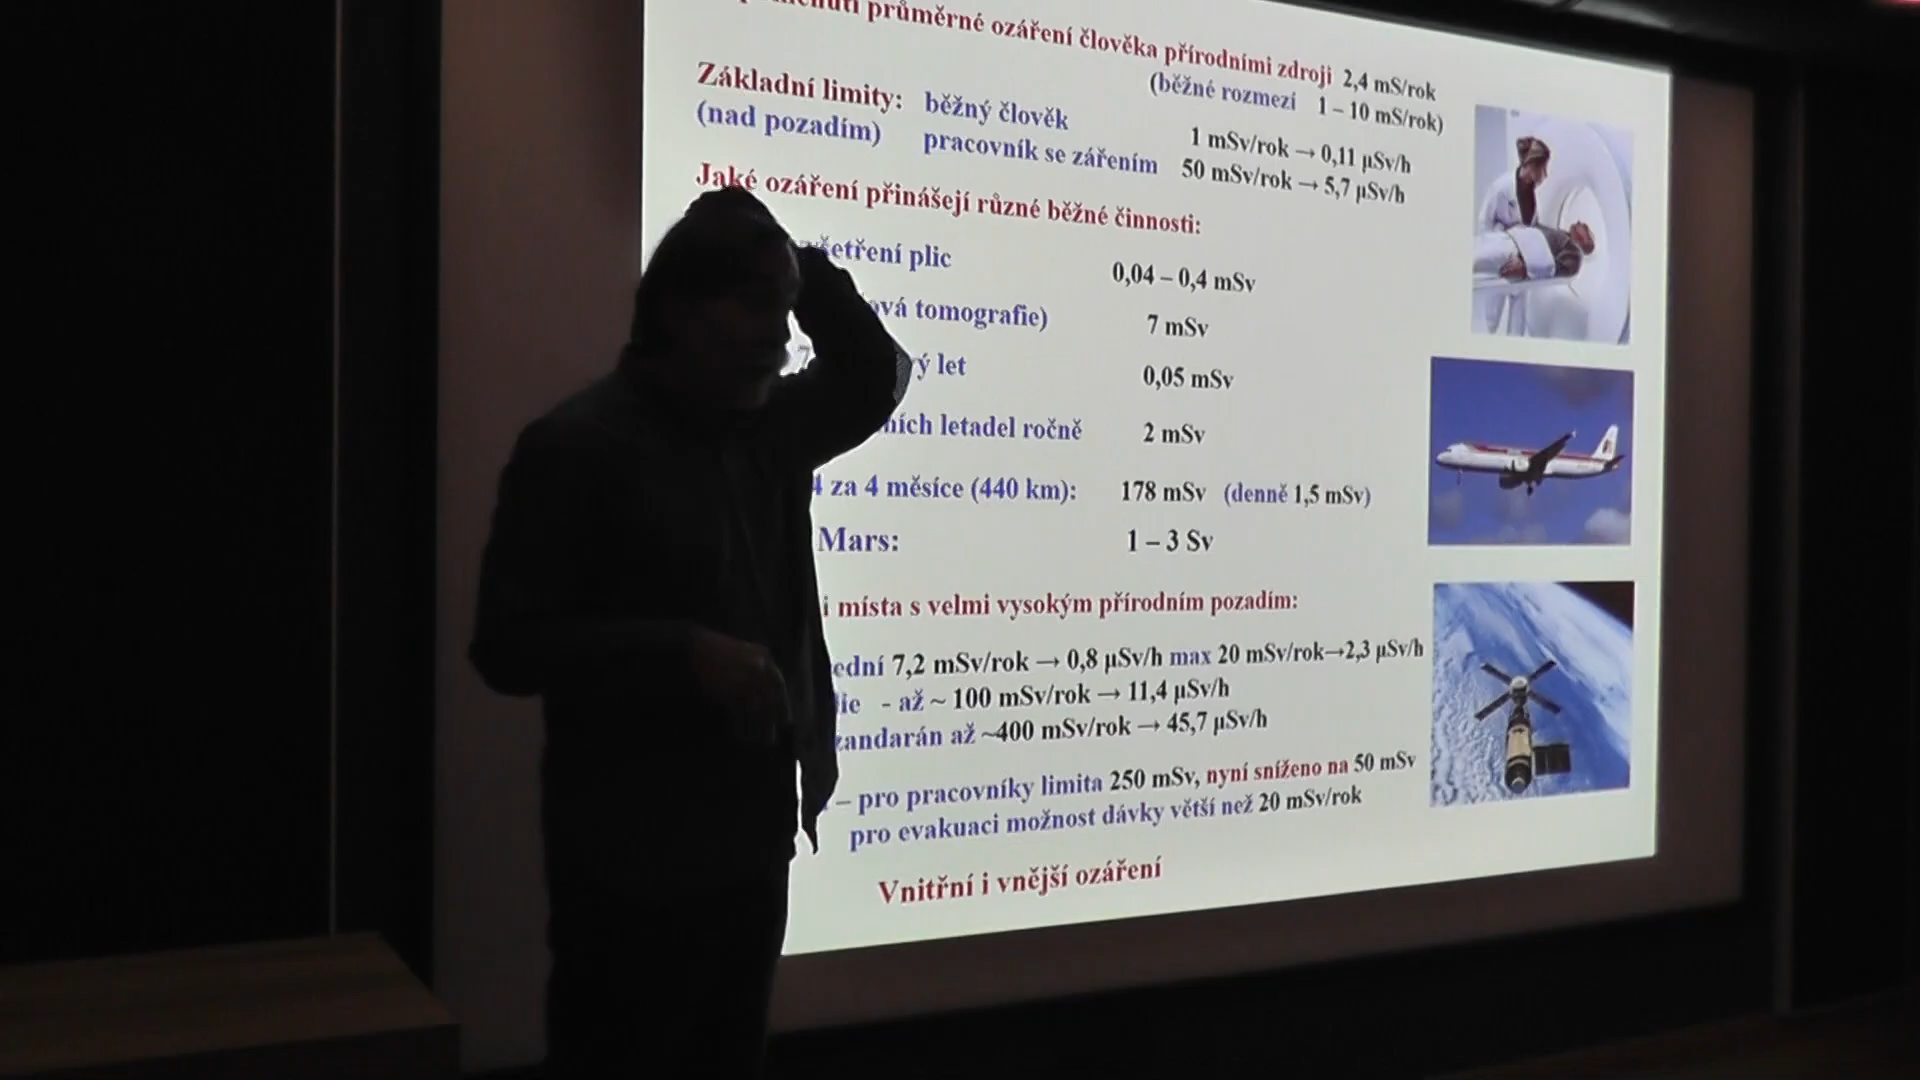 průměrné ozáření člověka přírodními zdroji 2,4 mS/rok
(běžné rozmezí 1 – 10 mS/rok)
Základní limity: běžný člověk 1 mSv/rok → 0,11 µSv/h
(nad pozadím) pracovník se zářením 50 mSv/rok → 5,7 µSv/h
Jaké ozáření přinášejí různé běžné činnosti:
šetření plic 0,04 – 0,4 mSv
ová tomografie) 7 mSv
7 ý let 0,05 mSv
ních letadel ročně 2 mSv
4 za 4 měsíce (440 km): 178 mSv (denně 1,5 mSv)
Mars: 1 – 3 Sv
i místa s velmi vysokým přírodním pozadím:
ední 7,2 mSv/rok → 0,8 µSv/h max 20 mSv/rok→2,3 µSv/h
lie - až ~ 100 mSv/rok → 11,4 µSv/h
zandarán až ~400 mSv/rok → 45,7 µSv/h
– pro pracovníky limita 250 mSv, nyní sníženo na 50 mSv
pro evakuaci možnost dávky větší než 20 mSv/rok
Vnitřní i vnější ozáření